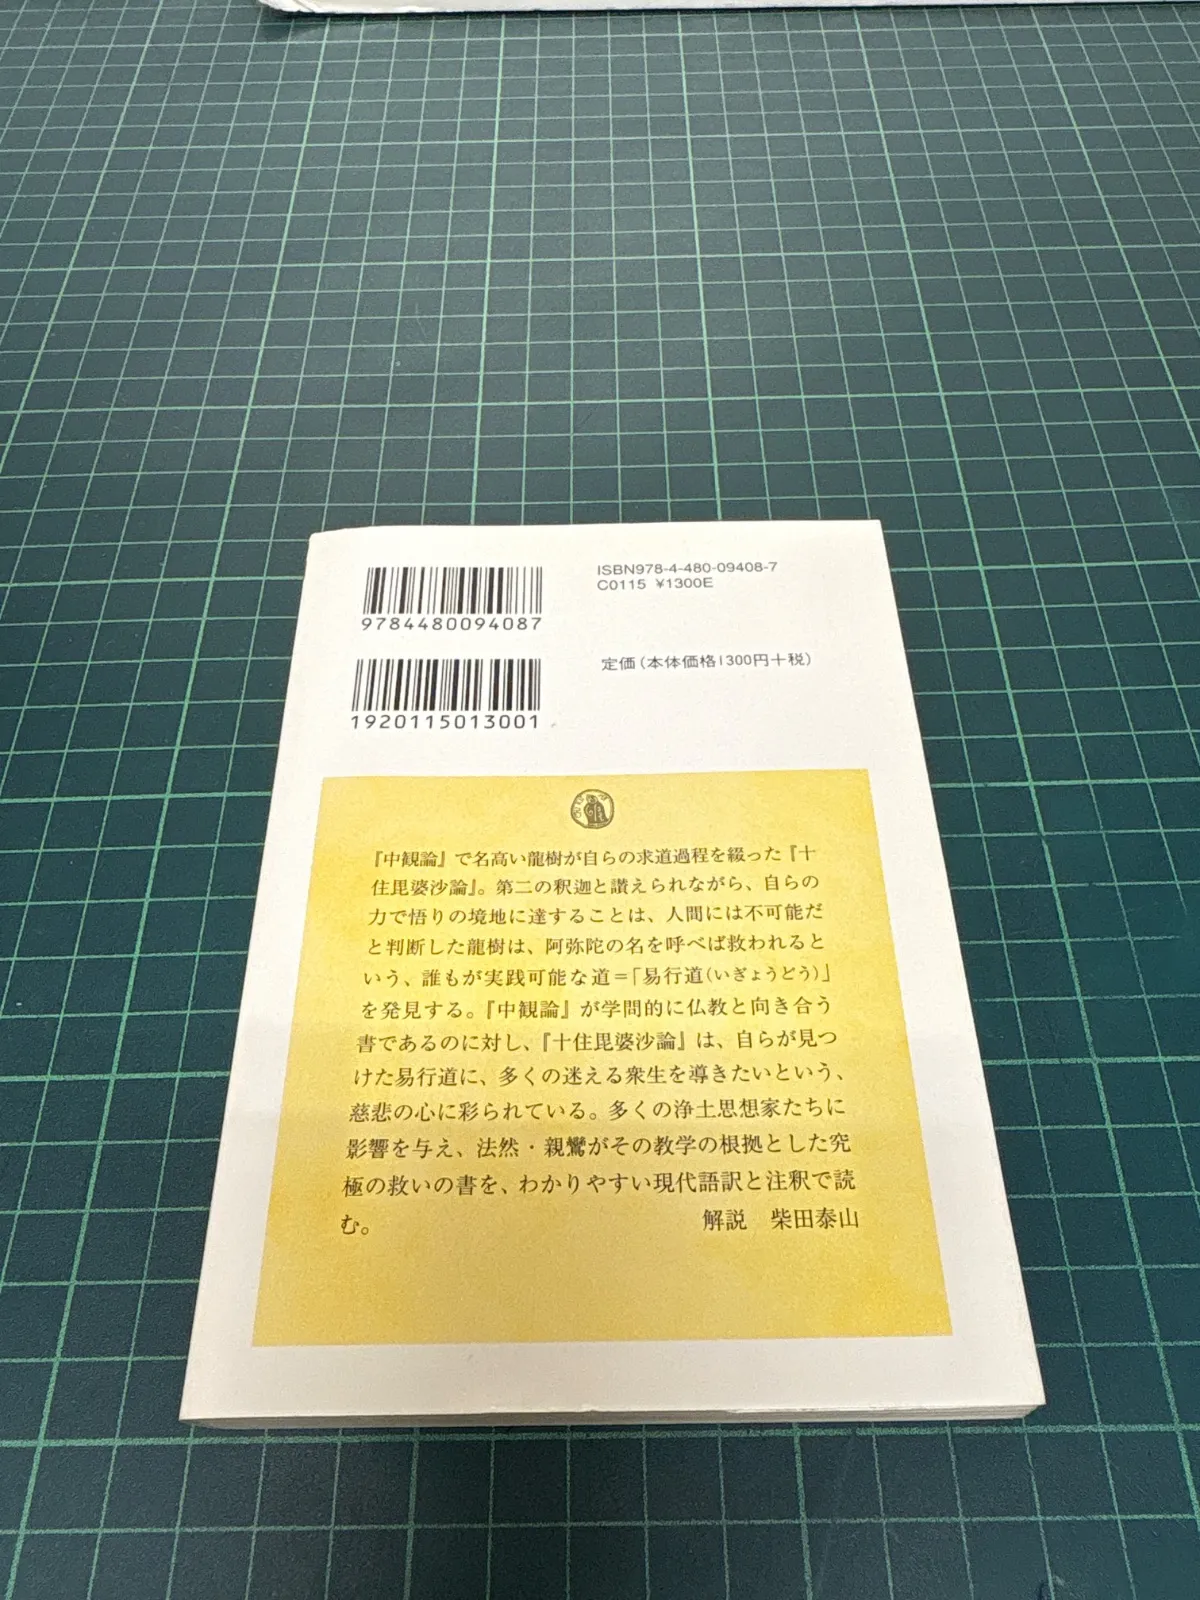 9784480094087
1920115013001
ISBN978-4-480-09408-7
C0115 ¥1300E
定価(本体価格1300円+税)
『中観論』で名高い龍樹が自らの求道過程を綴った『十
住毘婆沙論』。第二の釈迦と讃えられながら、自らの
力で悟りの境地に達することは、人間には不可能だ
と判断した龍樹は、阿弥陀の名を呼べば救われると
いう、誰もが実践可能な道=「易行道(いぎょうどう)」
を発見する。『中観論』が学問的に仏教と向き合う
書であるのに対し、『十住毘婆沙論』は、自らが見つ
けた易行道に、多くの迷える衆生を導きたいという、
慈悲の心に彩られている。多くの浄土思想家たちに
影響を与え、法然・親鸞がその教学の根拠とした究
極の救いの書を、わかりやすい現代語訳と注釈で読
む。 解説 柴田泰山